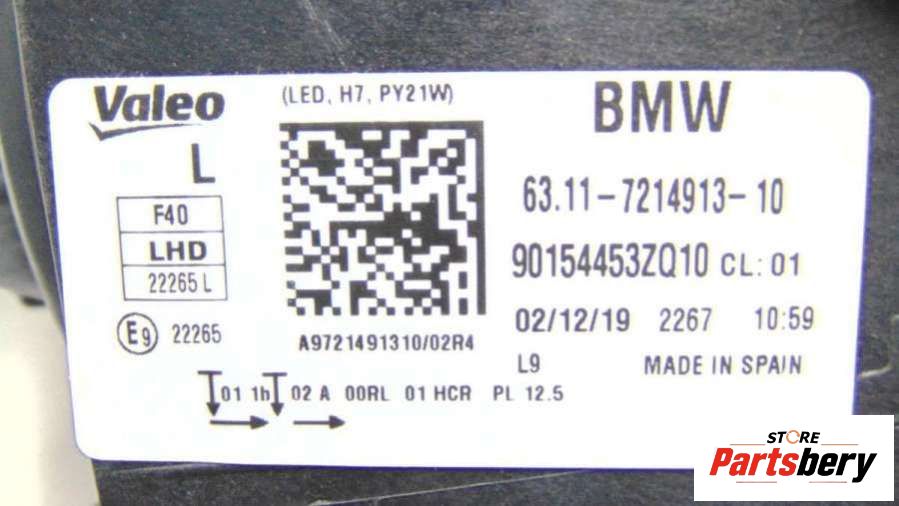 Valeo
(LED, H7, PY21W)
BMW
L
63.11-7214913-10
F40
LHD
22265 L
90154453ZQ10 CL: 01
02/12/19 2267 10:59
E9 22265
A9721491310/02R4
L9 MADE IN SPAIN
01 1h 02 A 00RL 01 HCR PL 12.5
STORE
Partsbery